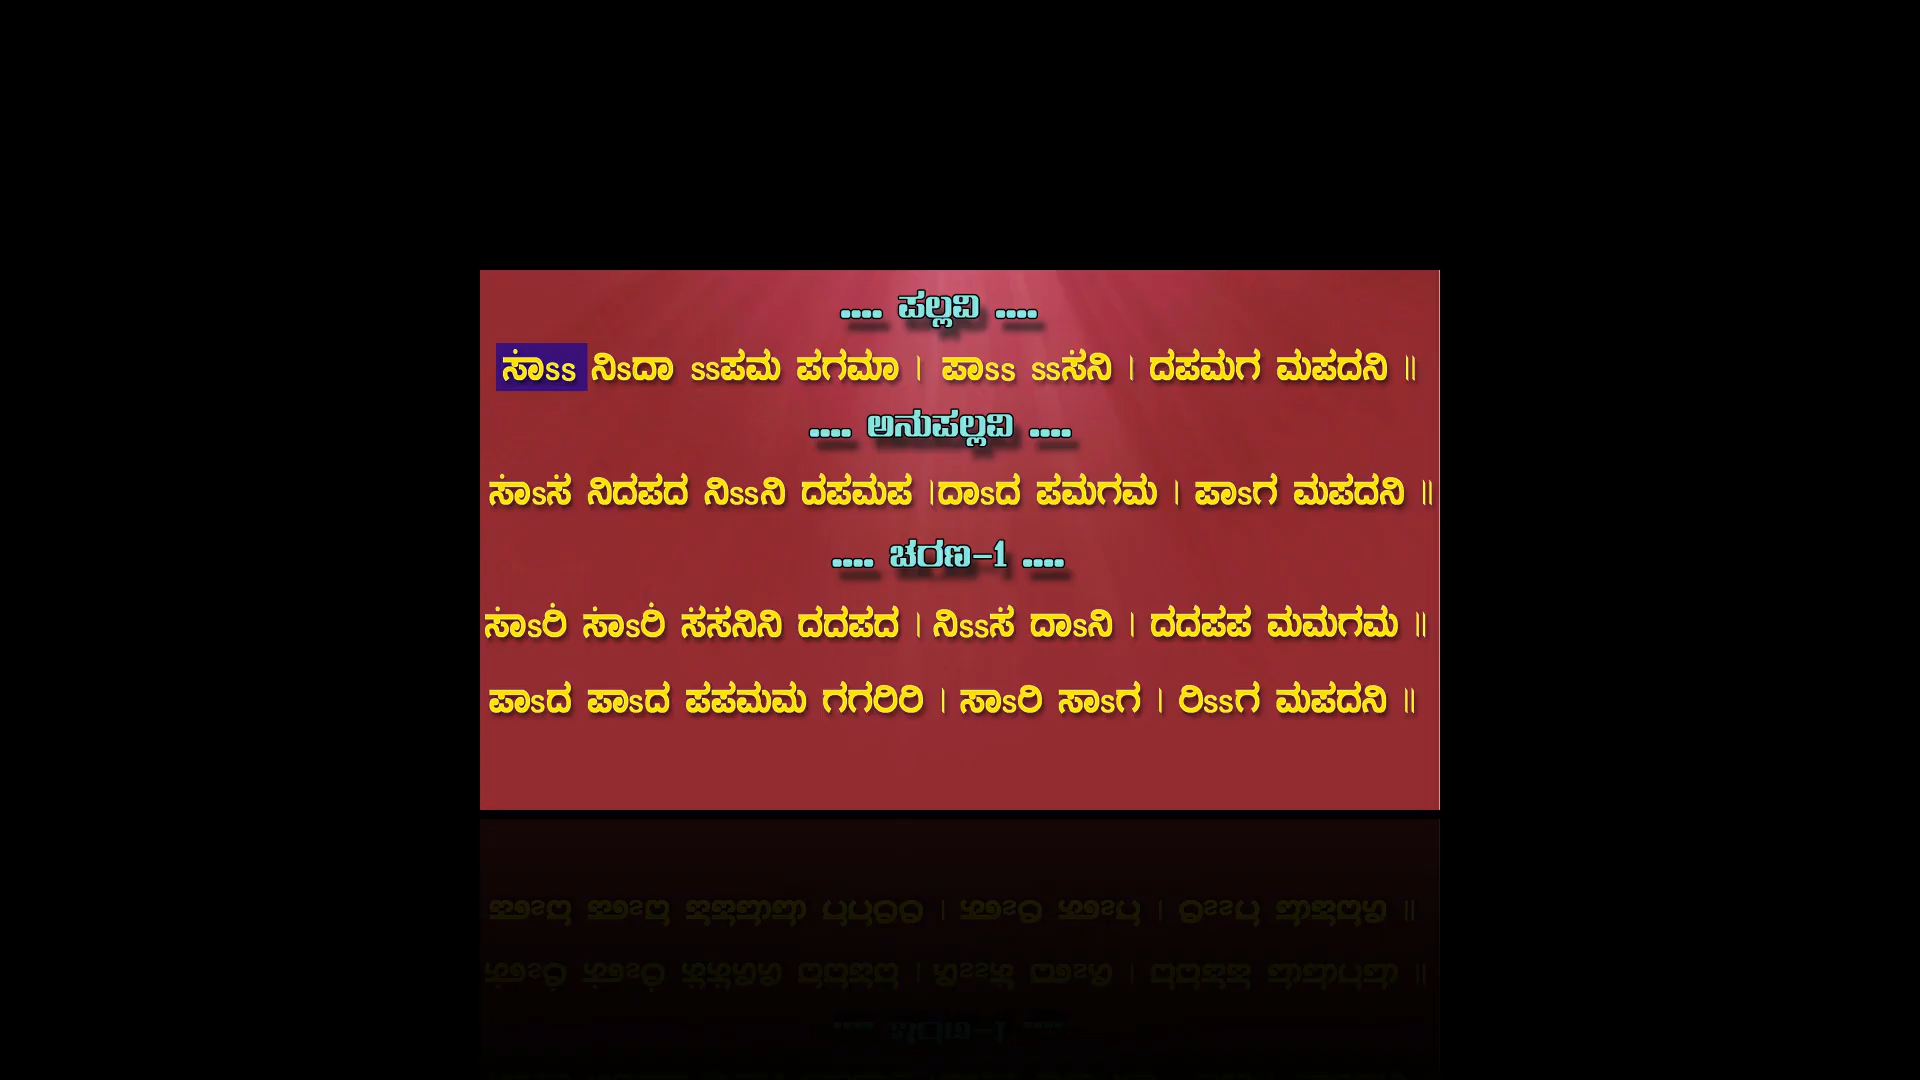 .... ಪಲ್ಲವಿ ....
ಸಾ̇ss ನಿsದಾ ssಪಮ ಪಗಮಾ । ಪಾss ssಸ̇ನಿ । ದಪಮಗ ಮಪದನಿ ॥
.... ಅನುಪಲ್ಲವಿ ....
ಸಾ̇sಸ̇ ನಿದಪದ ನಿssನಿ ದಪಮಪ ।ದಾsದ ಪಮಗಮ । ಪಾsಗ ಮಪದನಿ ॥
.... ಚರಣ-1 ....
ಸಾ̇sರಿ̇ ಸಾ̇sರಿ̇ ಸ̇ಸ̇ನಿನಿ ದದಪದ । ನಿssಸ̇ ದಾsನಿ । ದದಪಪ ಮಮಗಮ ॥
ಪಾsದ ಪಾsದ ಪಪಮಮ ಗಗರಿರಿ । ಸಾsರಿ ಸಾsಗ । ರಿssಗ ಮಪದನಿ ॥